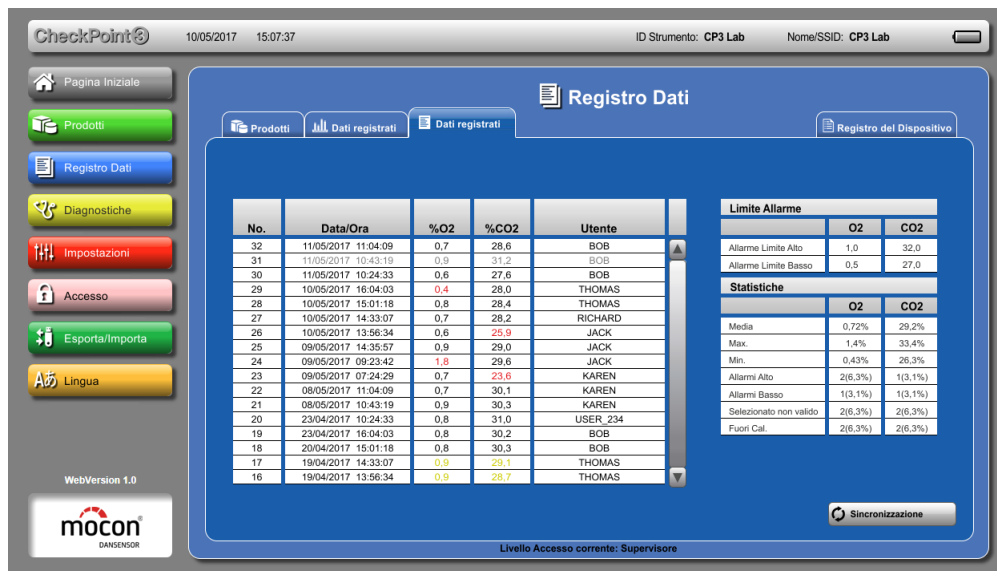 CheckPoint3 10/05/2017 15:07:37 ID Strumento: CP3 Lab Nome/SSID: CP3 Lab
Pagina Iniziale
Prodotti
Registro Dati
Diagnostiche
Impostazioni
Accesso
Esporta/Importa
Aあ Lingua
WebVersion 1.0
mocon®
DANSENSOR
Registro Dati
Prodotti Dati registrati Dati registrati Registro del Dispositivo
No. Data/Ora %O2 %CO2 Utente
32 11/05/2017 11:04:09 0,7 28,6 BOB
31 11/05/2017 10:43:19 0,9 31,2 BOB
30 11/05/2017 10:24:33 0,6 27,6 BOB
29 10/05/2017 16:04:03 0,4 28,0 THOMAS
28 10/05/2017 15:01:18 0,8 28,4 THOMAS
27 10/05/2017 14:33:07 0,7 28,2 RICHARD
26 10/05/2017 13:56:34 0,6 25,9 JACK
25 09/05/2017 14:35:57 0,9 29,0 JACK
24 09/05/2017 09:23:42 1,8 29,6 JACK
23 09/05/2017 07:24:29 0,7 23,6 KAREN
22 08/05/2017 11:04:09 0,7 30,1 KAREN
21 08/05/2017 10:43:19 0,9 30,3 KAREN
20 23/04/2017 10:24:33 0,8 31,0 USER_234
19 23/04/2017 16:04:03 0,8 30,2 BOB
18 20/04/2017 15:01:18 0,8 30,3 BOB
17 19/04/2017 14:33:07 0,9 29,1 THOMAS
16 19/04/2017 13:56:34 0,9 28,7 THOMAS
Limite Allarme
O2 CO2
Allarme Limite Alto 1,0 32,0
Allarme Limite Basso 0,5 27,0
Statistiche
O2 CO2
Media 0,72% 29,2%
Max. 1,4% 33,4%
Min. 0,43% 26,3%
Allarmi Alto 2(6,3%) 1(3,1%)
Allarmi Basso 1(3,1%) 1(3,1%)
Selezionato non valido 2(6,3%) 2(6,3%)
Fuori Cal. 2(6,3%) 2(6,3%)
Sincronizzazione
Livello Accesso corrente: Supervisore